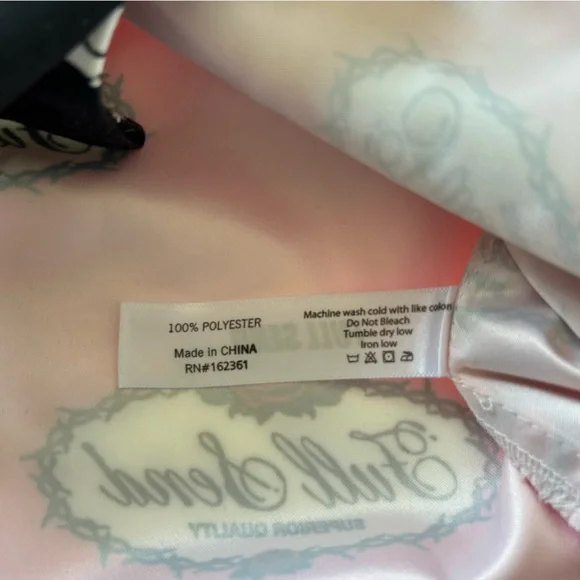 100% POLYESTER
Made in CHINA
RN#162361
Machine wash cold with like colon
Do Not Bleach
Tumble dry low
Iron low
Full Send
SUPERIOR QUALITY